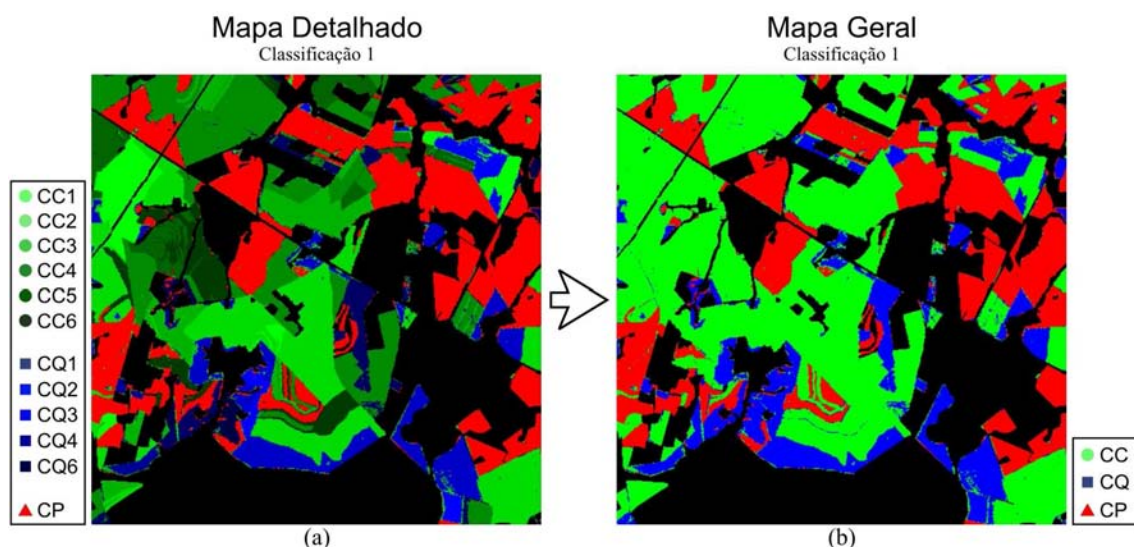 Mapa Detalhado
Classificação 1
Mapa Geral
Classificação 1
CC1
CC2
CC3
CC4
CC5
CC6
CQ1
CQ2
CQ3
CQ4
CQ6
CP
(a)
CC
CQ
CP
(b)